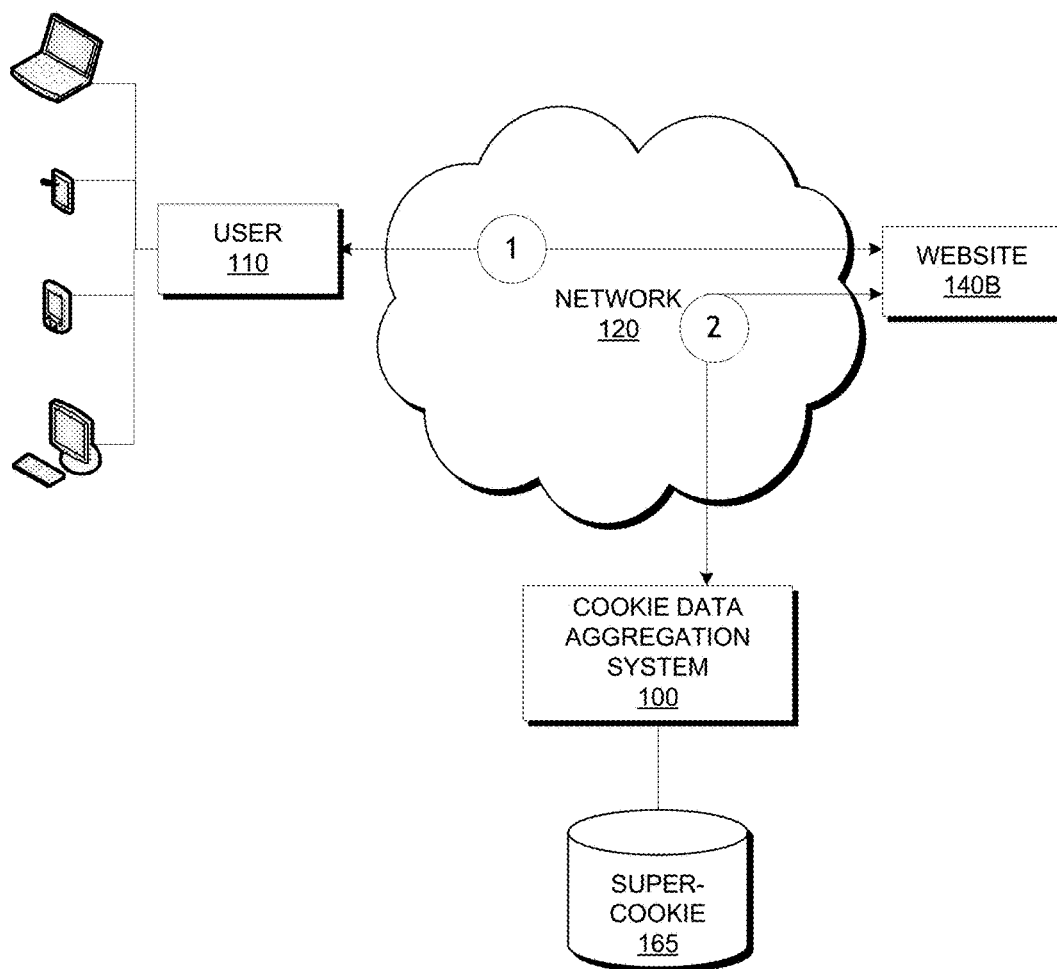 USER
110
1
WEBSITE
140B
NETWORK
120
2
COOKIE DATA
AGGREGATION
SYSTEM
100
SUPER-
COOKIE
165